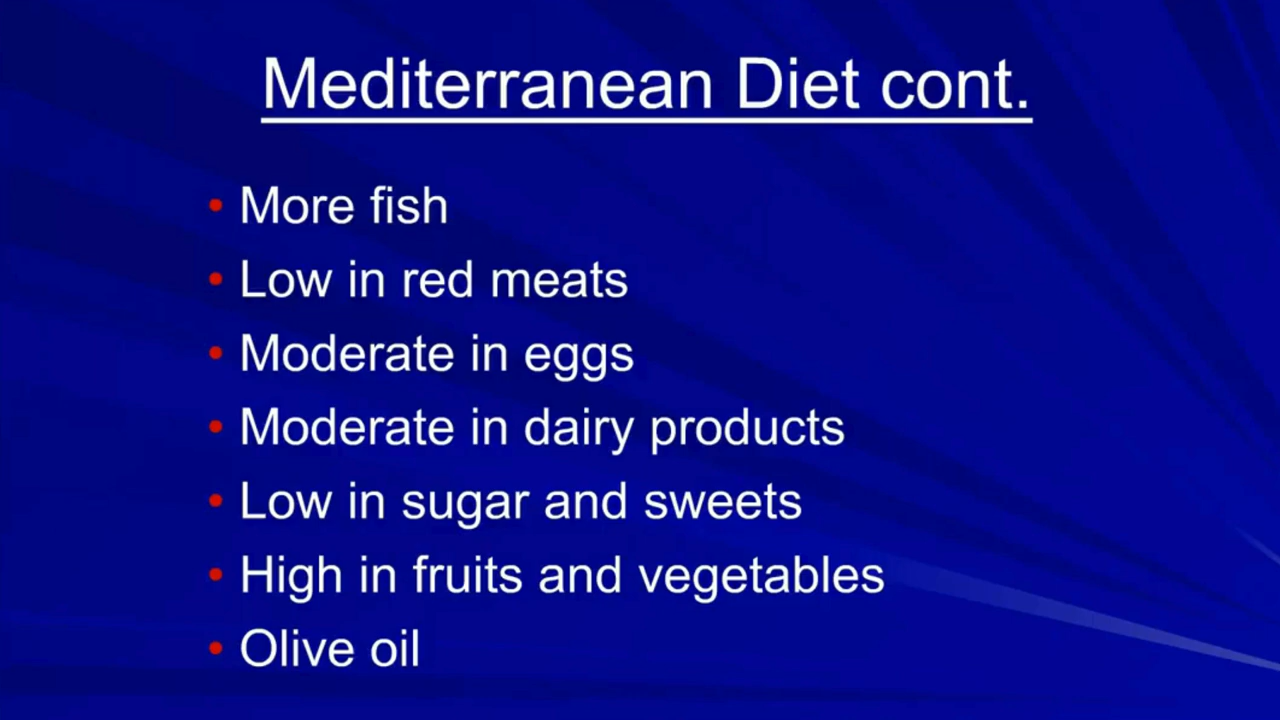 Mediterranean Diet cont.
• More fish
• Low in red meats
• Moderate in eggs
• Moderate in dairy products
• Low in sugar and sweets
• High in fruits and vegetables
• Olive oil